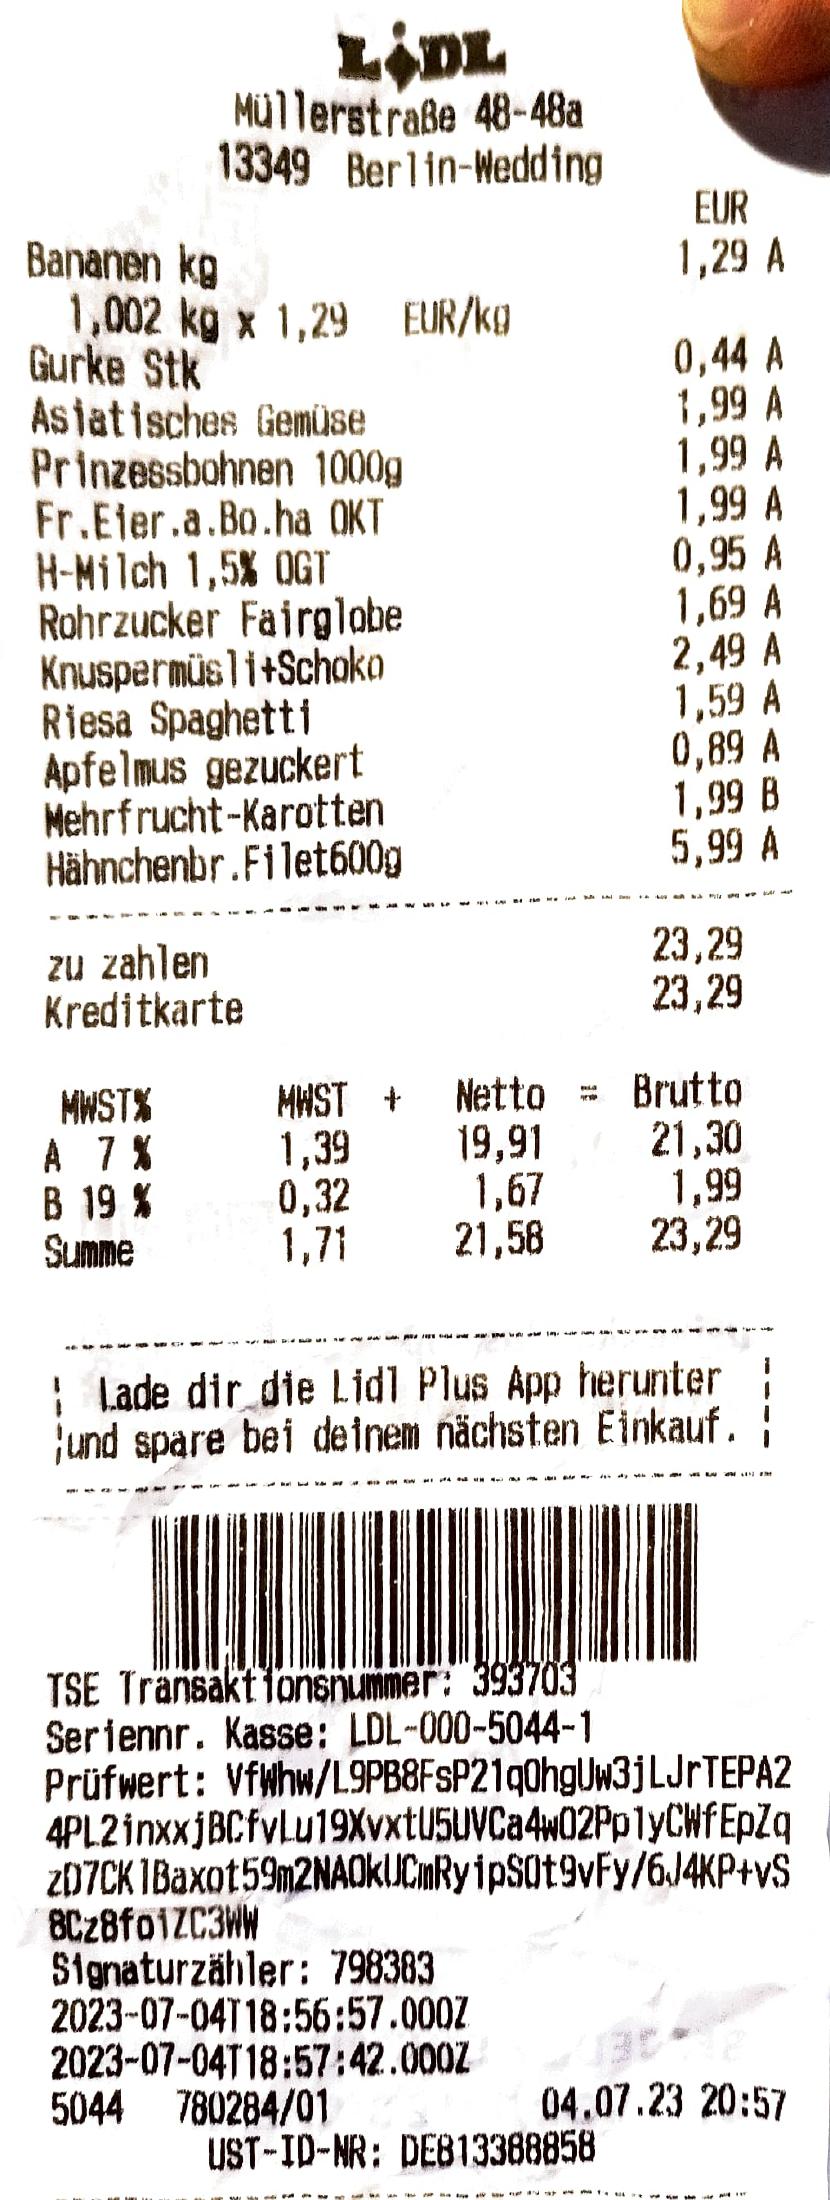 LIDL
Müllerstraße 48-48a
13349 Berlin-Wedding
EUR
Bananen kg 1,29 A
1,002 kg x 1,29 EUR/kg
Gurke Stk 0,44 A
Asiatisches Gemüse 1,99 A
Prinzessbohnen 1000g 1,99 A
Fr.Eier.a.Bo.ha OKT 1,99 A
H-Milch 1,5% OGT 0,95 A
Rohrzucker Fairglobe 1,69 A
Knuspermüsli+Schoko 2,49 A
Riesa Spaghetti 1,59 A
Apfelmus gezuckert 0,89 A
Mehrfrucht-Karotten 1,99 B
Hähnchenbr.Filet600g 5,99 A
zu zahlen 23,29
Kreditkarte 23,29
MWST% MWST + Netto = Brutto
A 7 % 1,39 19,91 21,30
B 19 % 0,32 1,67 1,99
Summe 1,71 21,58 23,29
Lade dir die Lidl Plus App herunter
und spare bei deinem nächsten Einkauf.
TSE Transaktionsnummer: 393703
Seriennr. Kasse: LDL-000-5044-1
Prüfwert: VfWhw/L9PB8FsP21qOhgUw3jLJrTEPA2
4PL2inxxjBCfvLu19XvxtU5UVCa4wO2Pp1yCWfEpZq
zD7CK1Baxot59m2NAOkUCmRyipSOt9vFy/6J4KP+vS
8Cz8foiZC3WW
Signaturzähler: 798383
2023-07-04T18:56:57.000Z
2023-07-04T18:57:42.000Z
5044 780284/01 04.07.23 20:57
UST-ID-NR: DE813388858